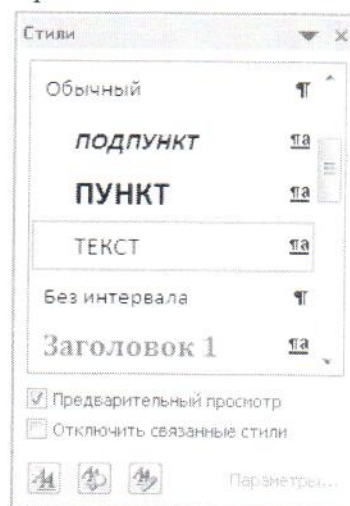 Стили
Обычный ¶
ПОДПУНКТ ¶a
ПУНКТ ¶a
ТЕКСТ ¶a
Без интервала ¶
Заголовок 1 ¶a
Предварительный просмотр
Отключить связанные стили
Параметры...